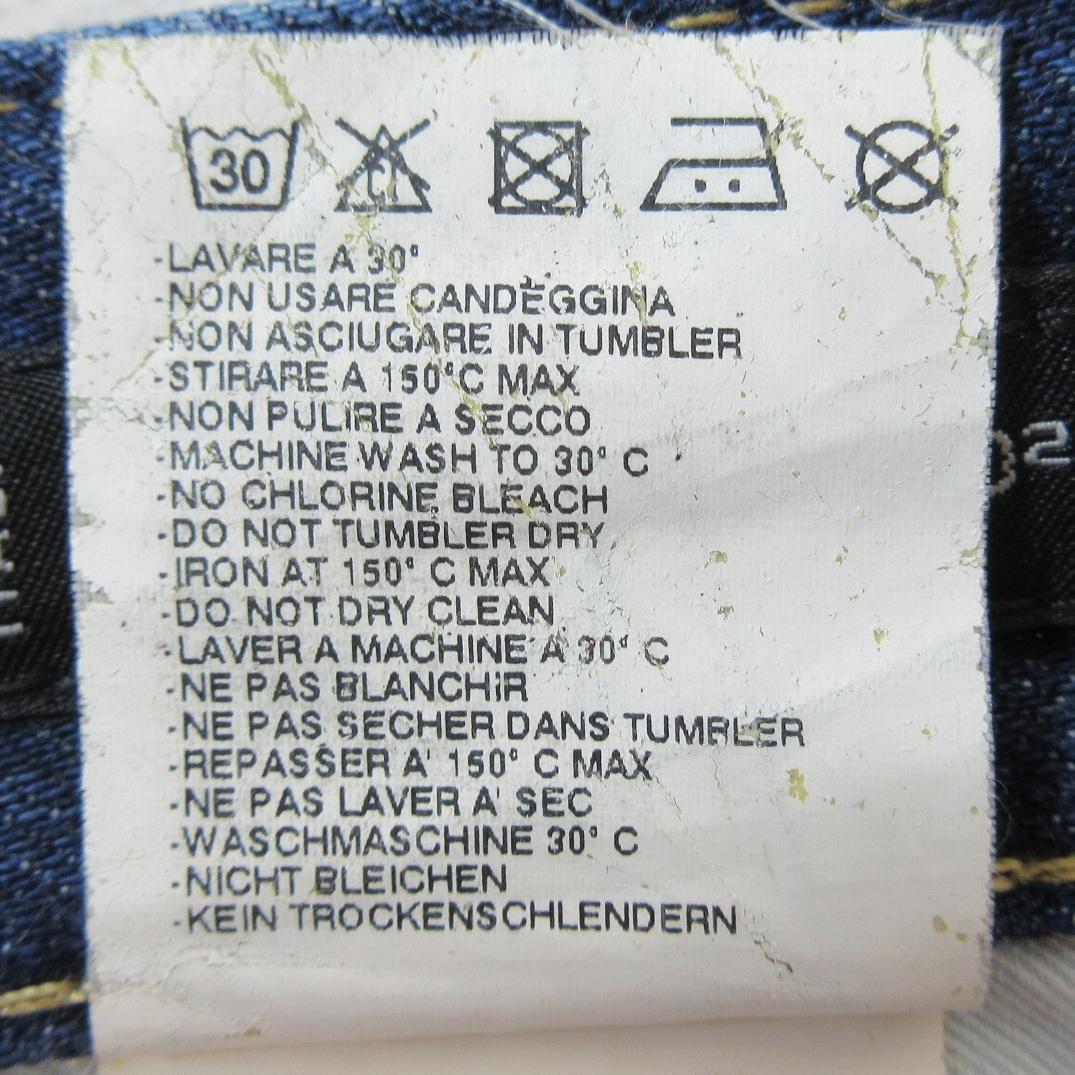 30 CL
-LAVARE A 30°
-NON USARE CANDEGGINA
-NON ASCIUGARE IN TUMBLER
-STIRARE A 150°C MAX
-NON PULIRE A SECCO
-MACHINE WASH TO 30° C
-NO CHLORINE BLEACH
-DO NOT TUMBLER DRY
-IRON AT 150° C MAX
-DO NOT DRY CLEAN
-LAVER A MACHINE A 30° C
-NE PAS BLANCHiR
-NE PAS SECHER DANS TUMBLER
-REPASSER A' 150° C MAX
-NE PAS LAVER A' SEC
-WASCHMASCHINE 30° C
-NICHT BLEICHEN
-KEIN TROCKENSCHLENDERN